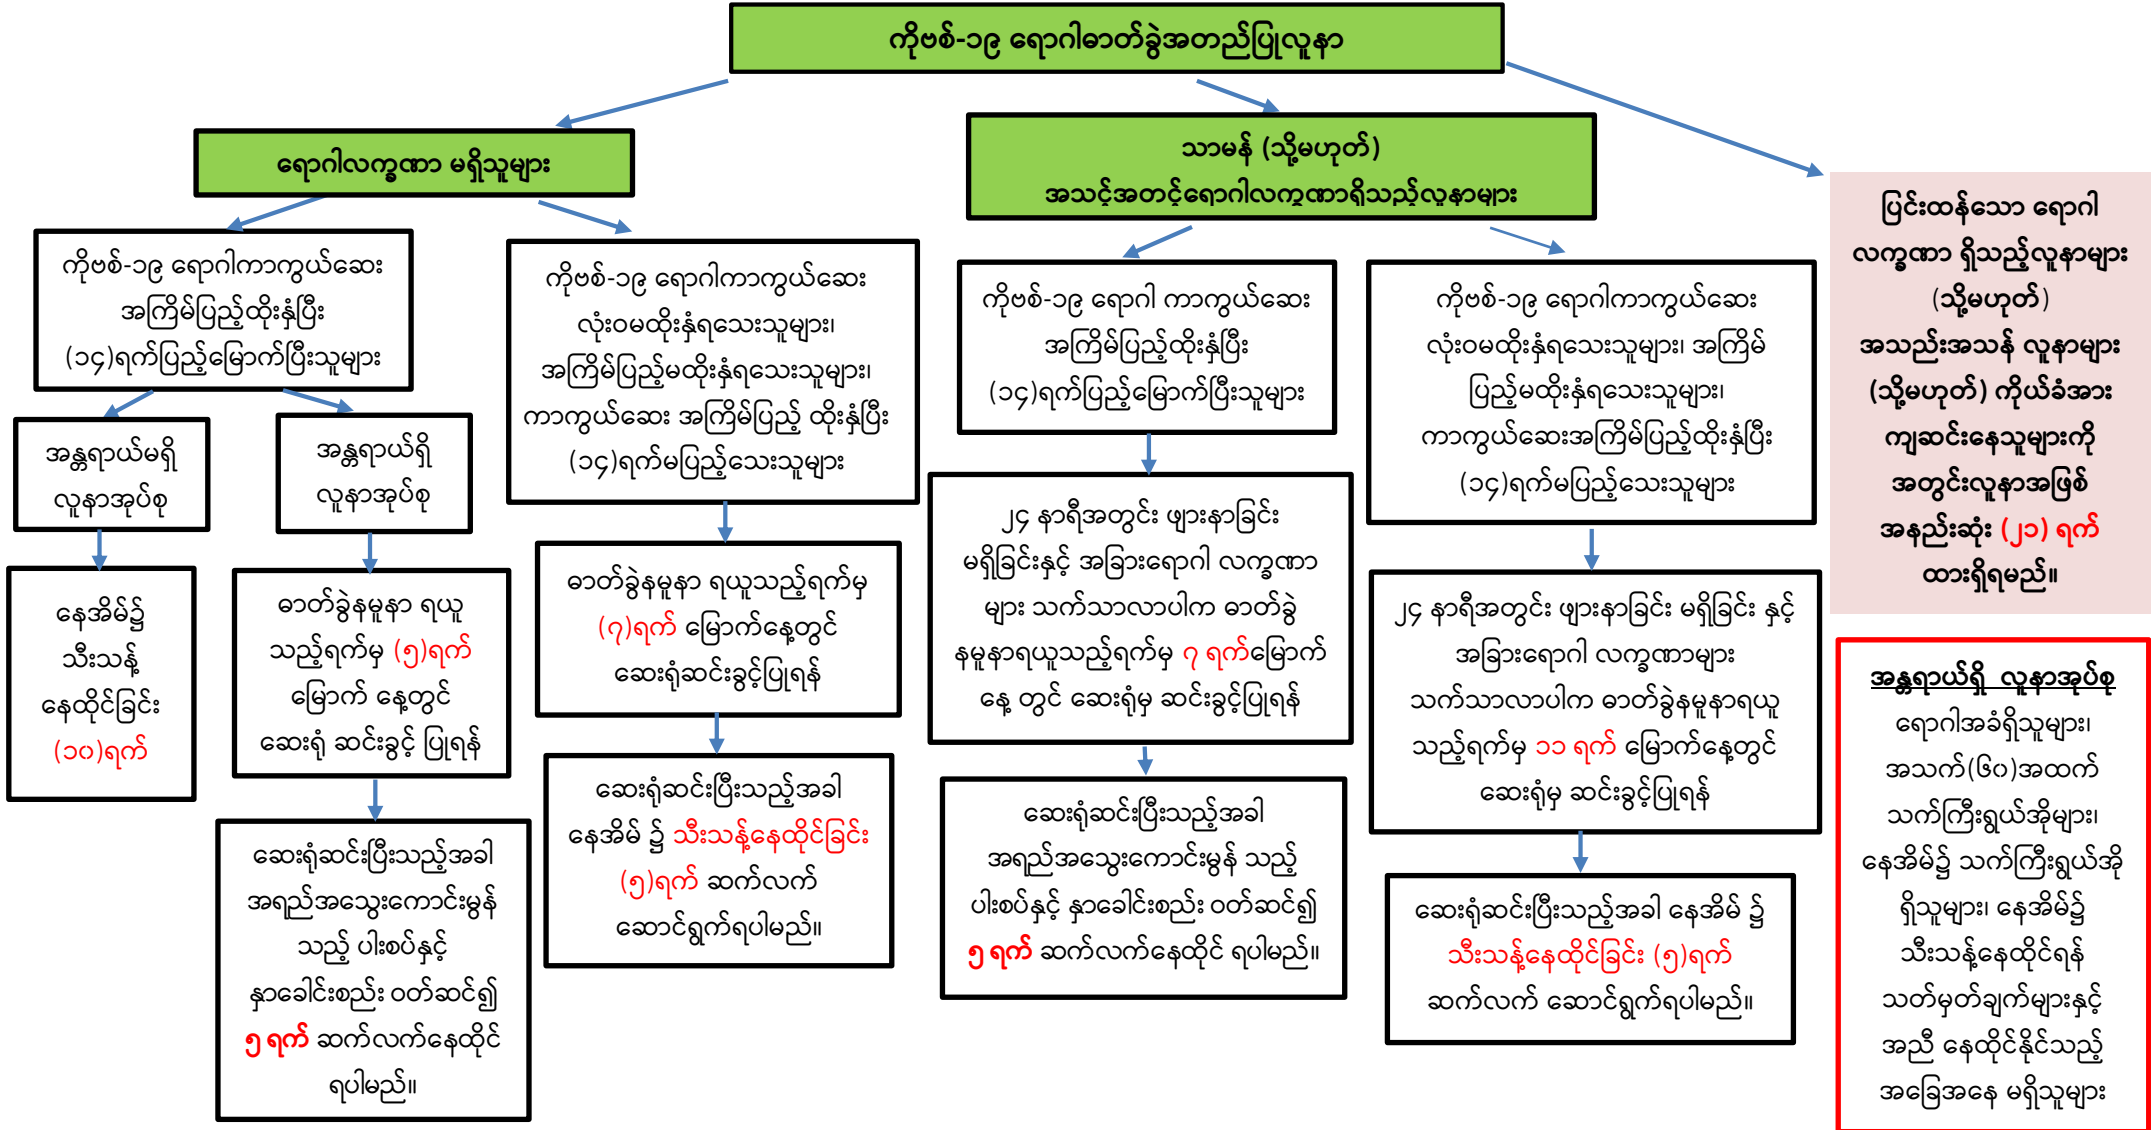 ကိုဗစ်-၁၉ ရောဂါဓာတ်ခွဲအတည်ပြုလူနာ
ရောဂါလက္ခဏာ မရှိသူများ
ကိုဗစ်-၁၉ ရောဂါကာကွယ်ဆေး
အကြိမ်ပြည့်ထိုးနှံပြီး
(၁၄)ရက်ပြည့်မြောက်ပြီးသူများ
အန္တရာယ်မရှိ
လူနာအုပ်စု
နေအိမ်၌
သီးသန့်
နေထိုင်ခြင်း
(၁၀)ရက်
အန္တရာယ်ရှိ
လူနာအုပ်စု
ဓာတ်ခွဲနမူနာ ရယူ
သည့်ရက်မှ (၅)ရက်
မြောက် နေ့တွင်
ဆေးရုံ ဆင်းခွင့် ပြုရန်
ဆေးရုံဆင်းပြီးသည့်အခါ
အရည်အသွေးကောင်းမွန်
သည့် ပါးစပ်နှင့်
နှာခေါင်းစည်း ဝတ်ဆင်၍
၅ ရက် ဆက်လက်နေထိုင်
ရပါမည်။
ကိုဗစ်-၁၉ ရောဂါကာကွယ်ဆေး
လုံးဝမထိုးနှံရသေးသူများ၊
အကြိမ်ပြည့်မထိုးနှံရသေးသူများ၊
ကာကွယ်ဆေး အကြိမ်ပြည့် ထိုးနှံပြီး
(၁၄)ရက်မပြည့်သေးသူများ
ဓာတ်ခွဲနမူနာ ရယူသည့်ရက်မှ
(၇)ရက် မြောက်နေ့တွင်
ဆေးရုံဆင်းခွင့်ပြုရန်
ဆေးရုံဆင်းပြီးသည့်အခါ
နေအိမ် ၌ သီးသန့်နေထိုင်ခြင်း
(၅)ရက် ဆက်လက်
ဆောင်ရွက်ရပါမည်။
သာမန် (သို့မဟုတ်)
အသင့်အတင့်ရောဂါလက္ခဏာရှိသည့်လူနာများ
ကိုဗစ်-၁၉ ရောဂါ ကာကွယ်ဆေး
အကြိမ်ပြည့်ထိုးနှံပြီး
(၁၄)ရက်ပြည့်မြောက်ပြီးသူများ
၂၄ နာရီအတွင်း ဖျားနာခြင်း
မရှိခြင်းနှင့် အခြားရောဂါ လက္ခဏာ
များ သက်သာလာပါက ဓာတ်ခွဲ
နမူနာရယူသည့်ရက်မှ ၇ ရက်မြောက်
နေ့ တွင် ဆေးရုံမှ ဆင်းခွင့်ပြုရန်
ဆေးရုံဆင်းပြီးသည့်အခါ
အရည်အသွေးကောင်းမွန် သည့်
ပါးစပ်နှင့် နှာခေါင်းစည်း ဝတ်ဆင်၍
၅ ရက် ဆက်လက်နေထိုင် ရပါမည်။
ကိုဗစ်-၁၉ ရောဂါကာကွယ်ဆေး
လုံးဝမထိုးနှံရသေးသူများ၊ အကြိမ်
ပြည့်မထိုးနှံရသေးသူများ၊
ကာကွယ်ဆေးအကြိမ်ပြည့်ထိုးနှံပြီး
(၁၄)ရက်မပြည့်သေးသူများ
၂၄ နာရီအတွင်း ဖျားနာခြင်း မရှိခြင်း နှင့်
အခြားရောဂါ လက္ခဏာများ
သက်သာလာပါက ဓာတ်ခွဲနမူနာရယူ
သည့်ရက်မှ ၁၁ ရက် မြောက်နေ့တွင်
ဆေးရုံမှ ဆင်းခွင့်ပြုရန်
ဆေးရုံဆင်းပြီးသည့်အခါ နေအိမ် ၌
သီးသန့်နေထိုင်ခြင်း (၅)ရက်
ဆက်လက် ဆောင်ရွက်ရပါမည်။
ပြင်းထန်သော ရောဂါ
လက္ခဏာ ရှိသည့်လူနာများ
(သို့မဟုတ်)
အသည်းအသန် လူနာများ
(သို့မဟုတ်) ကိုယ်ခံအား
ကျဆင်းနေသူများကို
အတွင်းလူနာအဖြစ်
အနည်းဆုံး (၂၁) ရက်
ထားရှိရမည်။
အန္တရာယ်ရှိ လူနာအုပ်စု
ရောဂါအခံရှိသူများ၊
အသက်(၆၀)အထက်
သက်ကြီးရွယ်အိုများ၊
နေအိမ်၌ သက်ကြီးရွယ်အို
ရှိသူများ၊ နေအိမ်၌
သီးသန့်နေထိုင်ရန်
သတ်မှတ်ချက်များနှင့်
အညီ နေထိုင်နိုင်သည့်
အခြေအနေ မရှိသူများ